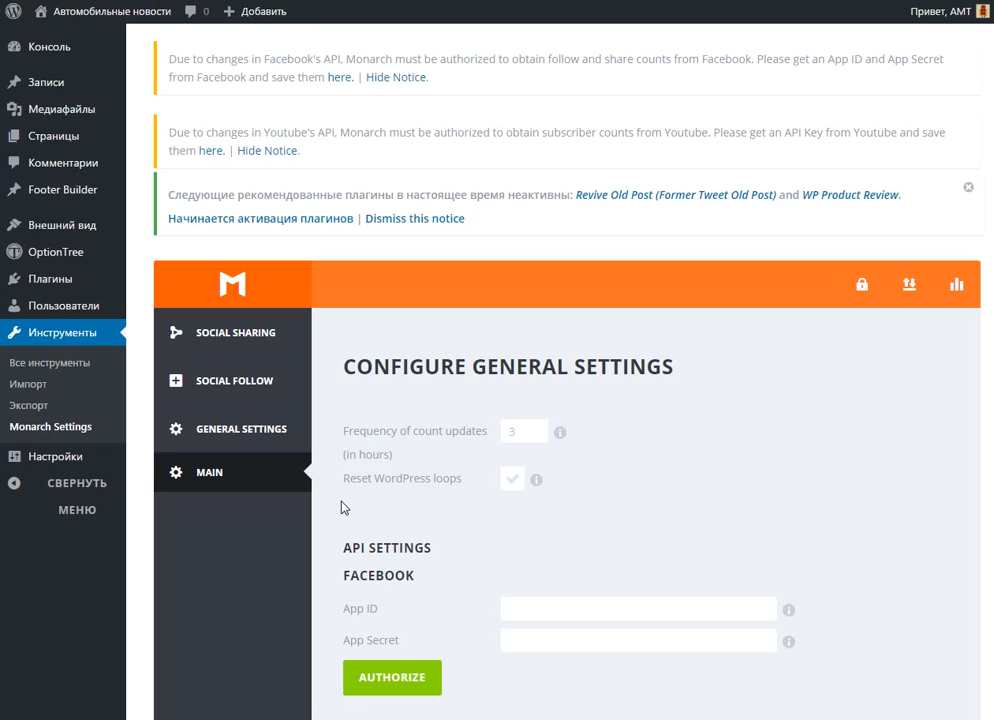 Автомобильные новости 0 Добавить Привет, АМТ
Консоль
Записи
Медиафайлы
Страницы
Комментарии
Footer Builder
Внешний вид
OptionTree
Плагины
Пользователи
Инструменты
Все инструменты
Импорт
Экспорт
Monarch Settings
Настройки
СВЕРНУТЬ
МЕНЮ
Due to changes in Facebook's API, Monarch must be authorized to obtain follow and share counts from Facebook. Please get an App ID and App Secret
from Facebook and save them here. | Hide Notice.
Due to changes in Youtube's API, Monarch must be authorized to obtain subscriber counts from Youtube. Please get an API Key from Youtube and save
them here. | Hide Notice.
Следующие рекомендованные плагины в настоящее время неактивны: Revive Old Post (Former Tweet Old Post) and WP Product Review.
Начинается активация плагинов | Dismiss this notice
SOCIAL SHARING
SOCIAL FOLLOW
GENERAL SETTINGS
MAIN
CONFIGURE GENERAL SETTINGS
Frequency of count updates 3
(in hours)
Reset WordPress loops
API SETTINGS
FACEBOOK
App ID
App Secret
AUTHORIZE